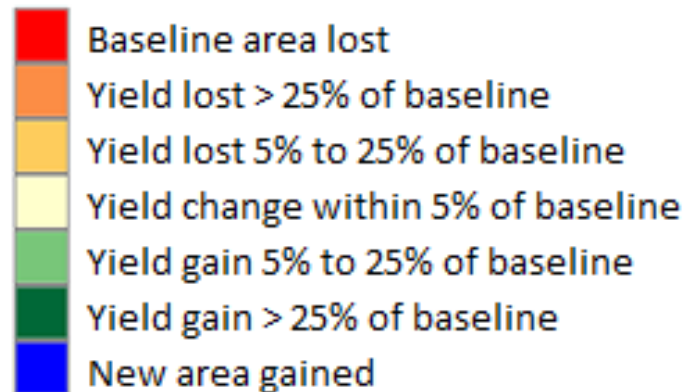 Baseline area lost
Yield lost > 25% of baseline
Yield lost 5% to 25% of baseline
Yield change within 5% of baseline
Yield gain 5% to 25% of baseline
Yield gain > 25% of baseline
New area gained